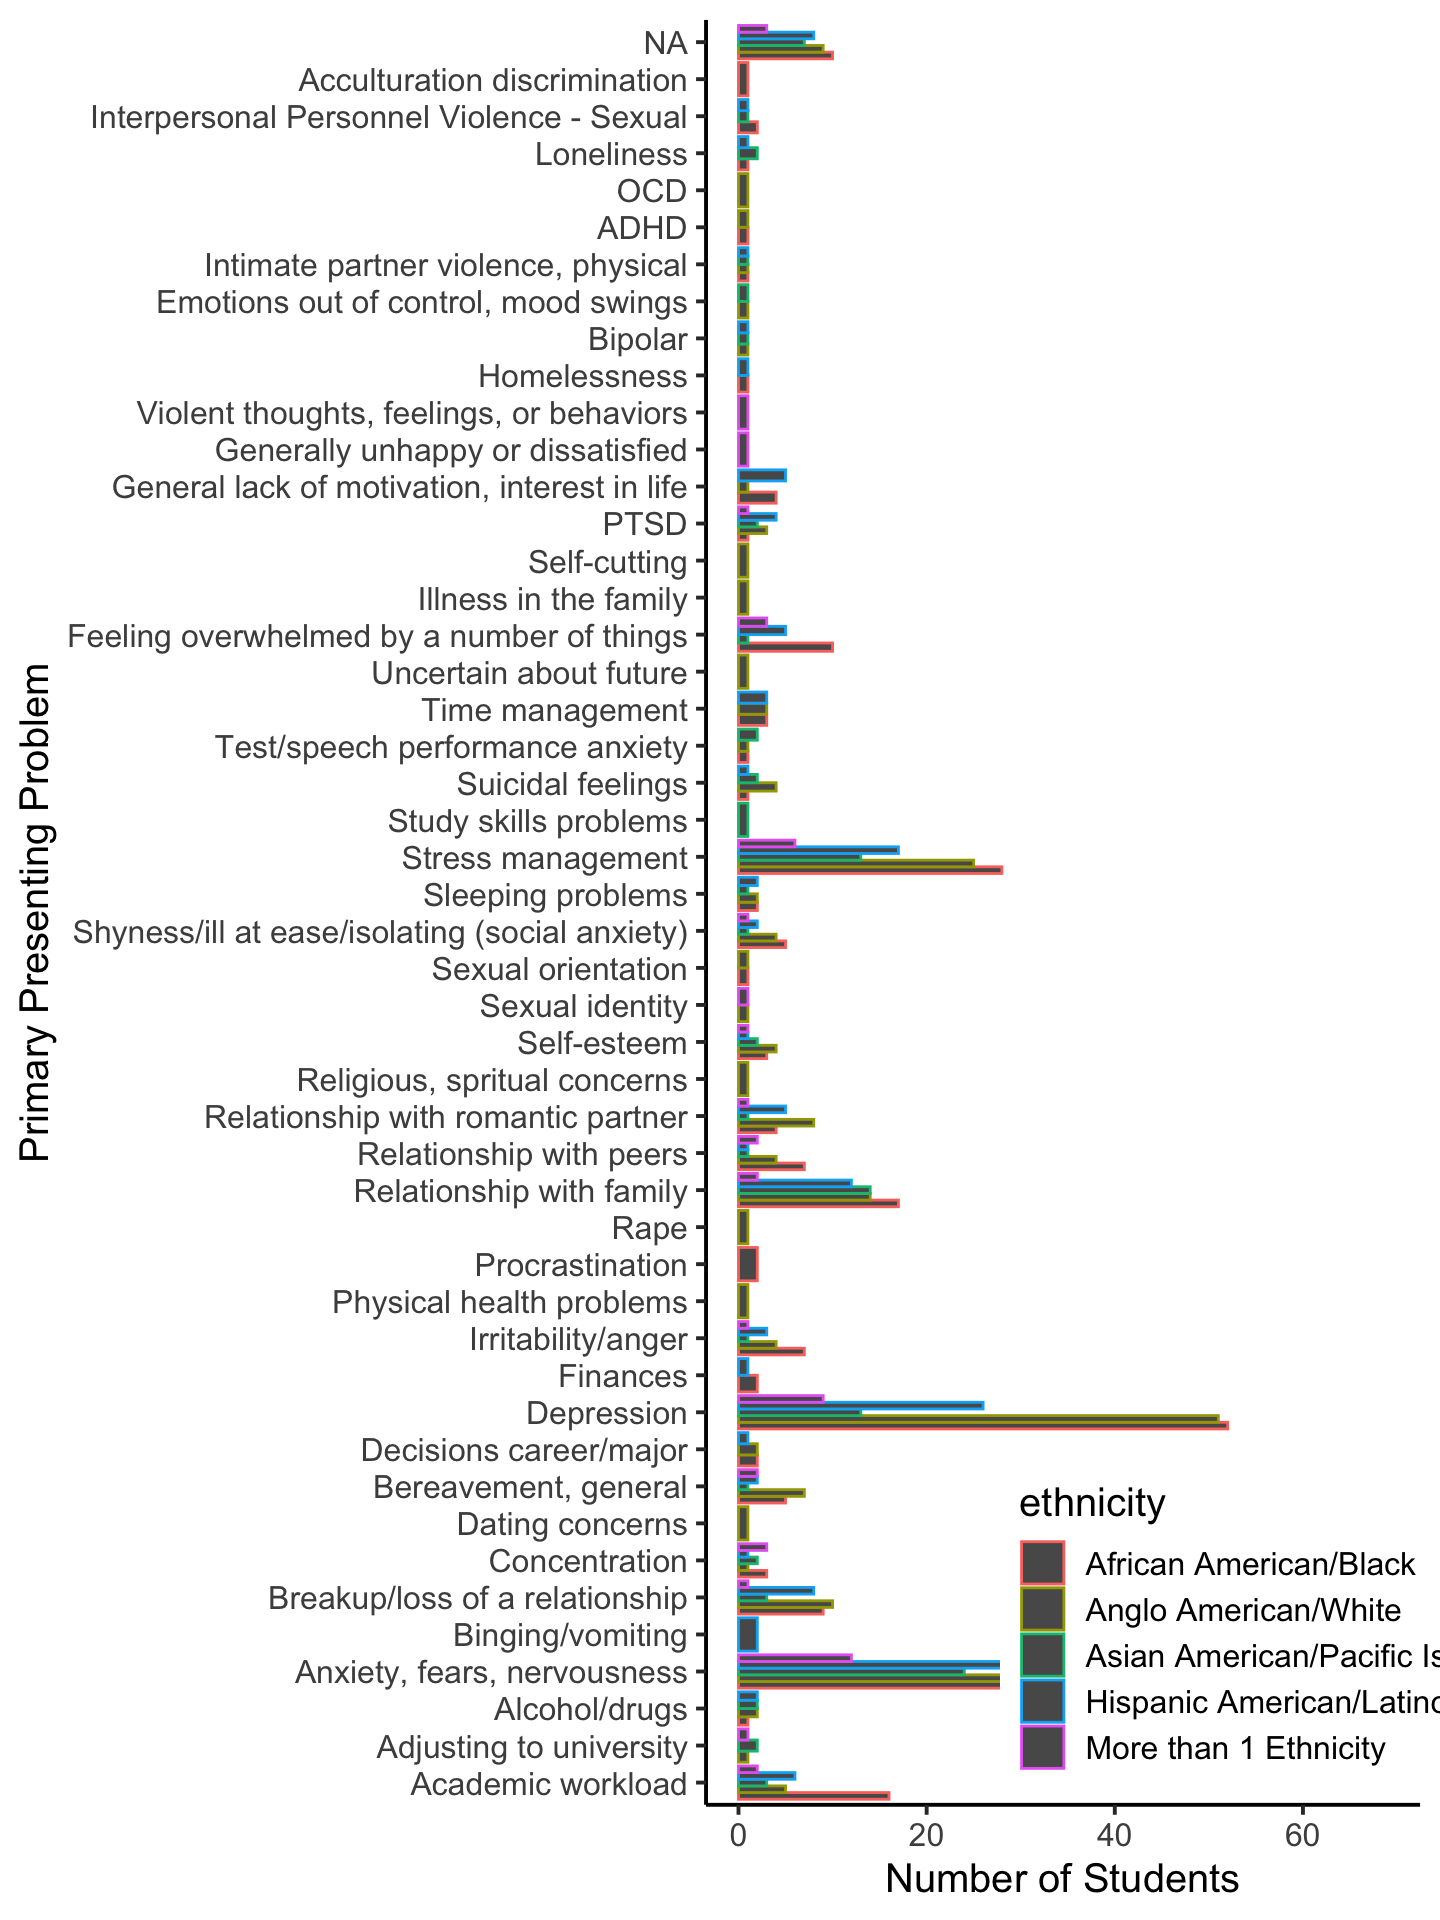 NA
Acculturation discrimination
Interpersonal Personnel Violence - Sexual
Loneliness
OCD
ADHD
Intimate partner violence, physical
Emotions out of control, mood swings
Bipolar
Homelessness
Violent thoughts, feelings, or behaviors
Generally unhappy or dissatisfied
General lack of motivation, interest in life
PTSD
Self-cutting
Illness in the family
Feeling overwhelmed by a number of things
Uncertain about future
Time management
Test/speech performance anxiety
Suicidal feelings
Study skills problems
Stress management
Sleeping problems
Shyness/ill at ease/isolating (social anxiety)
Sexual orientation
Sexual identity
Self-esteem
Religious, spritual concerns
Relationship with romantic partner
Relationship with peers
Relationship with family
Rape
Procrastination
Physical health problems
Irritability/anger
Finances
Depression
Decisions career/major
Bereavement, general
Dating concerns
Concentration
Breakup/loss of a relationship
Binging/vomiting
Anxiety, fears, nervousness
Alcohol/drugs
Adjusting to university
Academic workload
Primary Presenting Problem
0 20 40 60
Number of Students
ethnicity
African American/Black
Anglo American/White
Asian American/Pacific Is
Hispanic American/Latino
More than 1 Ethnicity